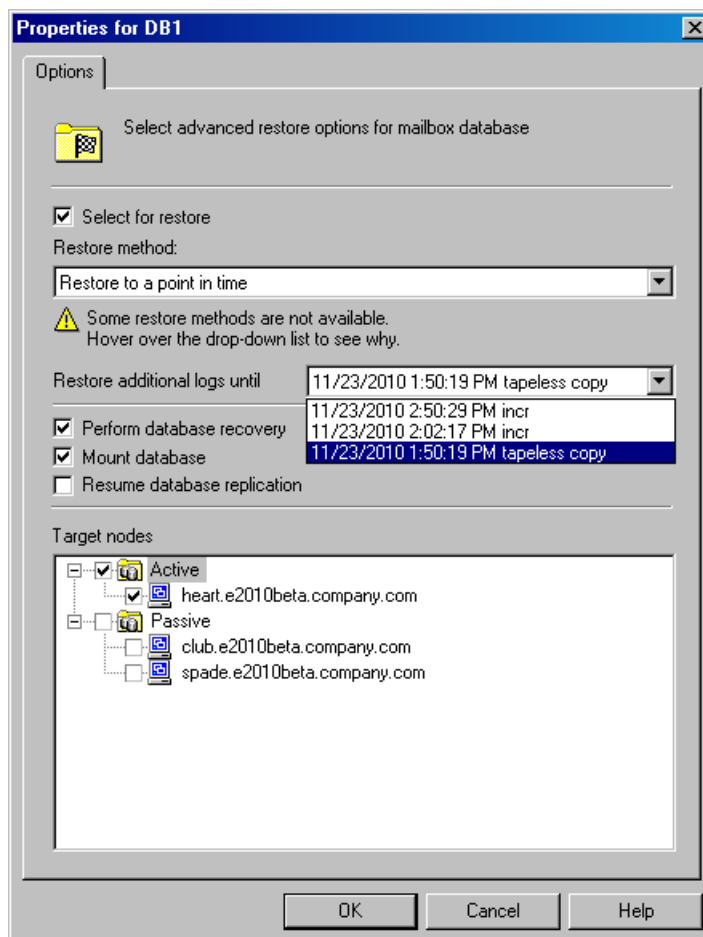 Properties for DB1
Options
Select advanced restore options for mailbox database
Select for restore
Restore method:
Restore to a point in time
Some restore methods are not available.
Hover over the drop-down list to see why.
Restore additional logs until 11/23/2010 1:50:19 PM tapeless copy
11/23/2010 2:50:29 PM incr
11/23/2010 2:02:17 PM incr
11/23/2010 1:50:19 PM tapeless copy
Perform database recovery
Mount database
Resume database replication
Target nodes
Active
heart.e2010beta.company.com
Passive
club.e2010beta.company.com
spade.e2010beta.company.com
OK Cancel Help